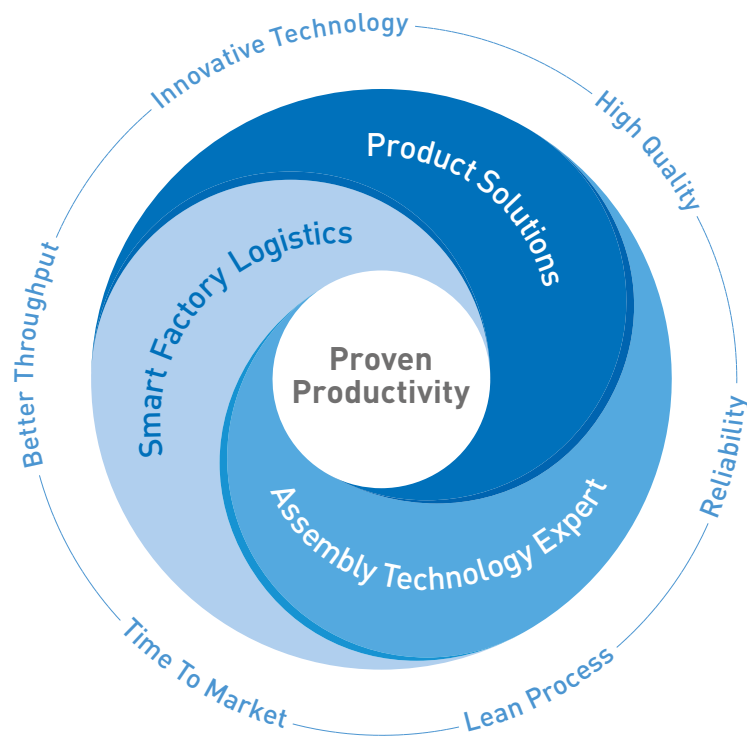 Innovative Technology
High Quality
Reliability
Lean Process
Time To Market
Better Throughput
Product Solutions
Assembly Technology Expert
Smart Factory Logistics
Proven
Productivity